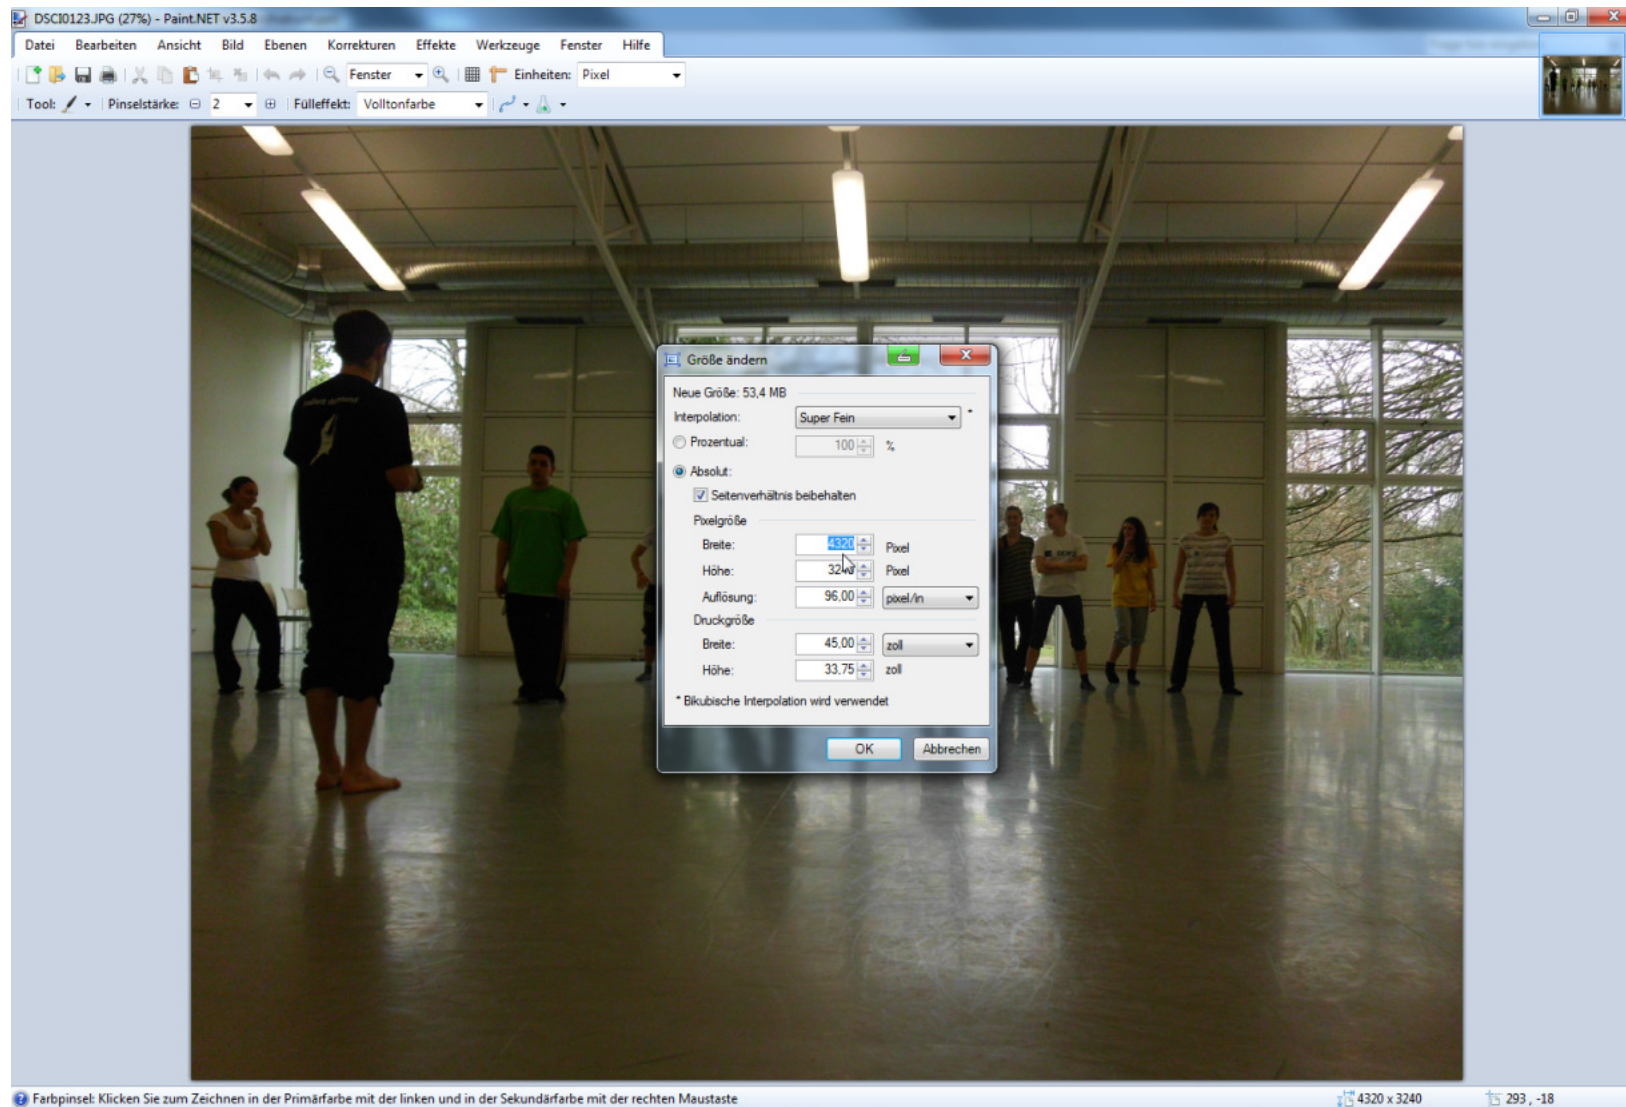 DSCI0123.JPG (27%) - Paint.NET v3.5.8
Datei Bearbeiten Ansicht Bild Ebenen Korrekturen Effekte Werkzeuge Fenster Hilfe
Fenster Einheiten: Pixel
Tool: Pinselstärke: 2 Fülleffekt: Volltonfarbe
Größe ändern
Neue Größe: 53,4 MB
Interpolation: Super Fein *
Prozentual: 100 %
Absolut:
Seitenverhältnis beibehalten
Pixelgröße
Breite: 4320 Pixel
Höhe: Pixel
Auflösung: 96,00 pixel/in
Druckgröße
Breite: 45,00 zoll
Höhe: 33,75 zoll
* Bikubische Interpolation wird verwendet
OK Abbrechen
Farbpinsel: Klicken Sie zum Zeichnen in der Primärfarbe mit der linken und in der Sekundärfarbe mit der rechten Maustaste
4320 x 3240 293 , -18